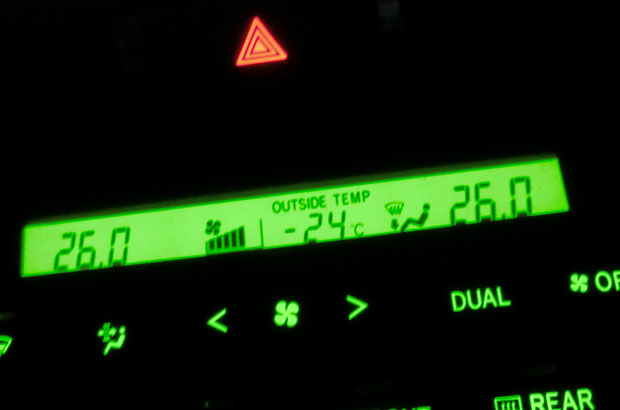 OUTSIDE TEMP
26.0 -24°C 26.0
< > DUAL
REAR